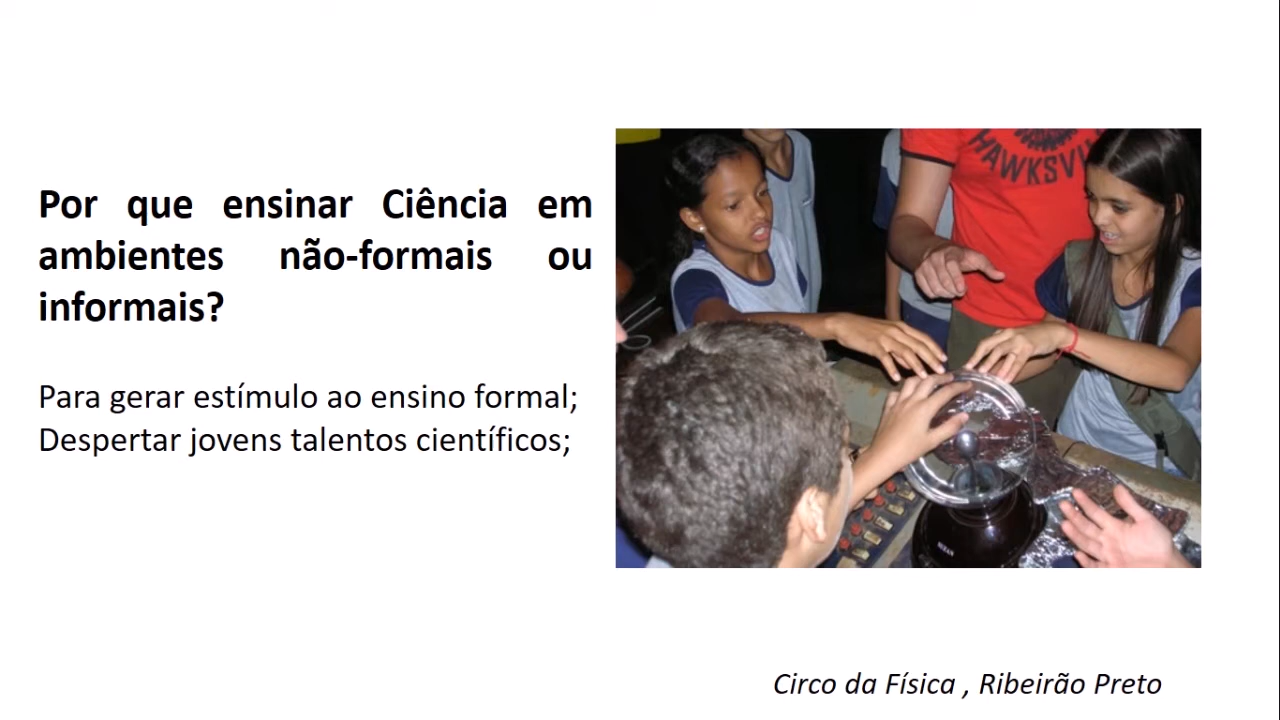 Por que ensinar Ciência em
ambientes não-formais ou
informais?
Para gerar estímulo ao ensino formal;
Despertar jovens talentos científicos;
HAWKSVI
Circo da Física , Ribeirão Preto